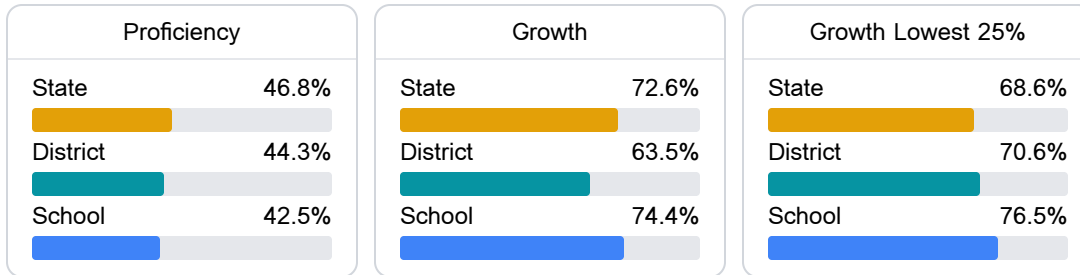 Proficiency
State 46.8%
District 44.3%
School 42.5%
Growth
State 72.6%
District 63.5%
School 74.4%
Growth Lowest 25%
State 68.6%
District 70.6%
School 76.5%